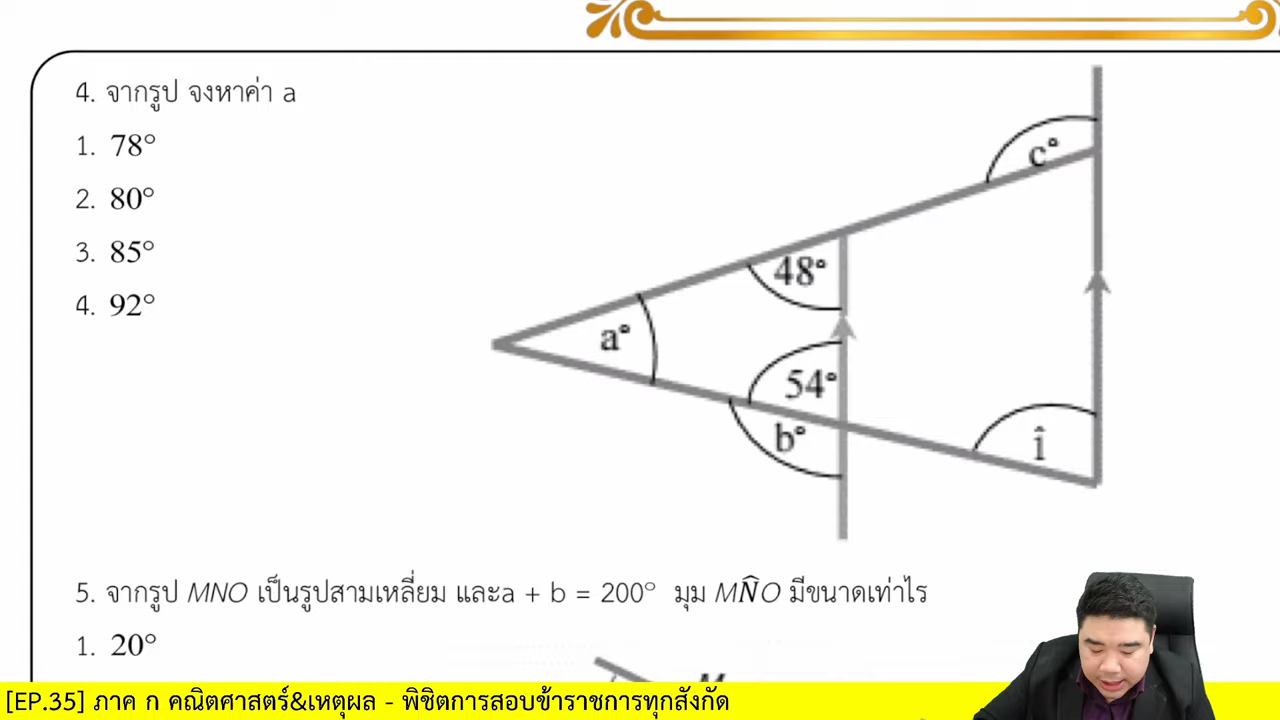 4. จากรูป จงหาค่า a
1. 78°
2. 80°
3. 85°
4. 92°
c°
48°
a°
54°
b°
î
5. จากรูป MNO เป็นรูปสามเหลี่ยม และa + b = 200° มุม MN̂O มีขนาดเท่าไร
1. 20°
[EP.35] ภาค ก คณิตศาสตร์&เหตุผล - พิชิตการสอบข้าราชการทุกสังกัด